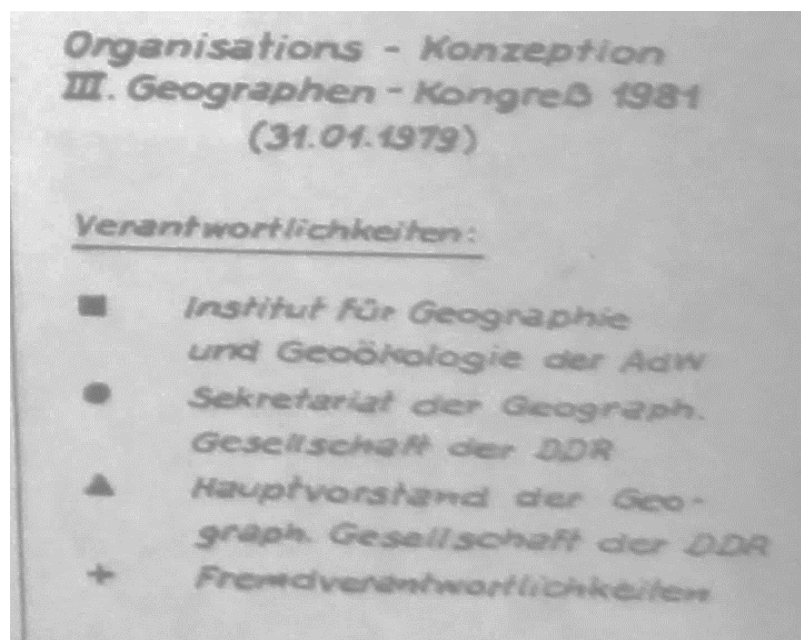 Organisations - Konzeption
III. Geographen - Kongreß 1981
(31.01.1979)
Verantwortlichkeiten:
■ Institut für Geographie
und Geoökologie der AdW
● Sekretariat der Geograph.
Gesellschaft der DDR
▲ Hauptvorstand der Geo-
graph. Gesellschaft der DDR
+ Fremdverantwortlichkeiten